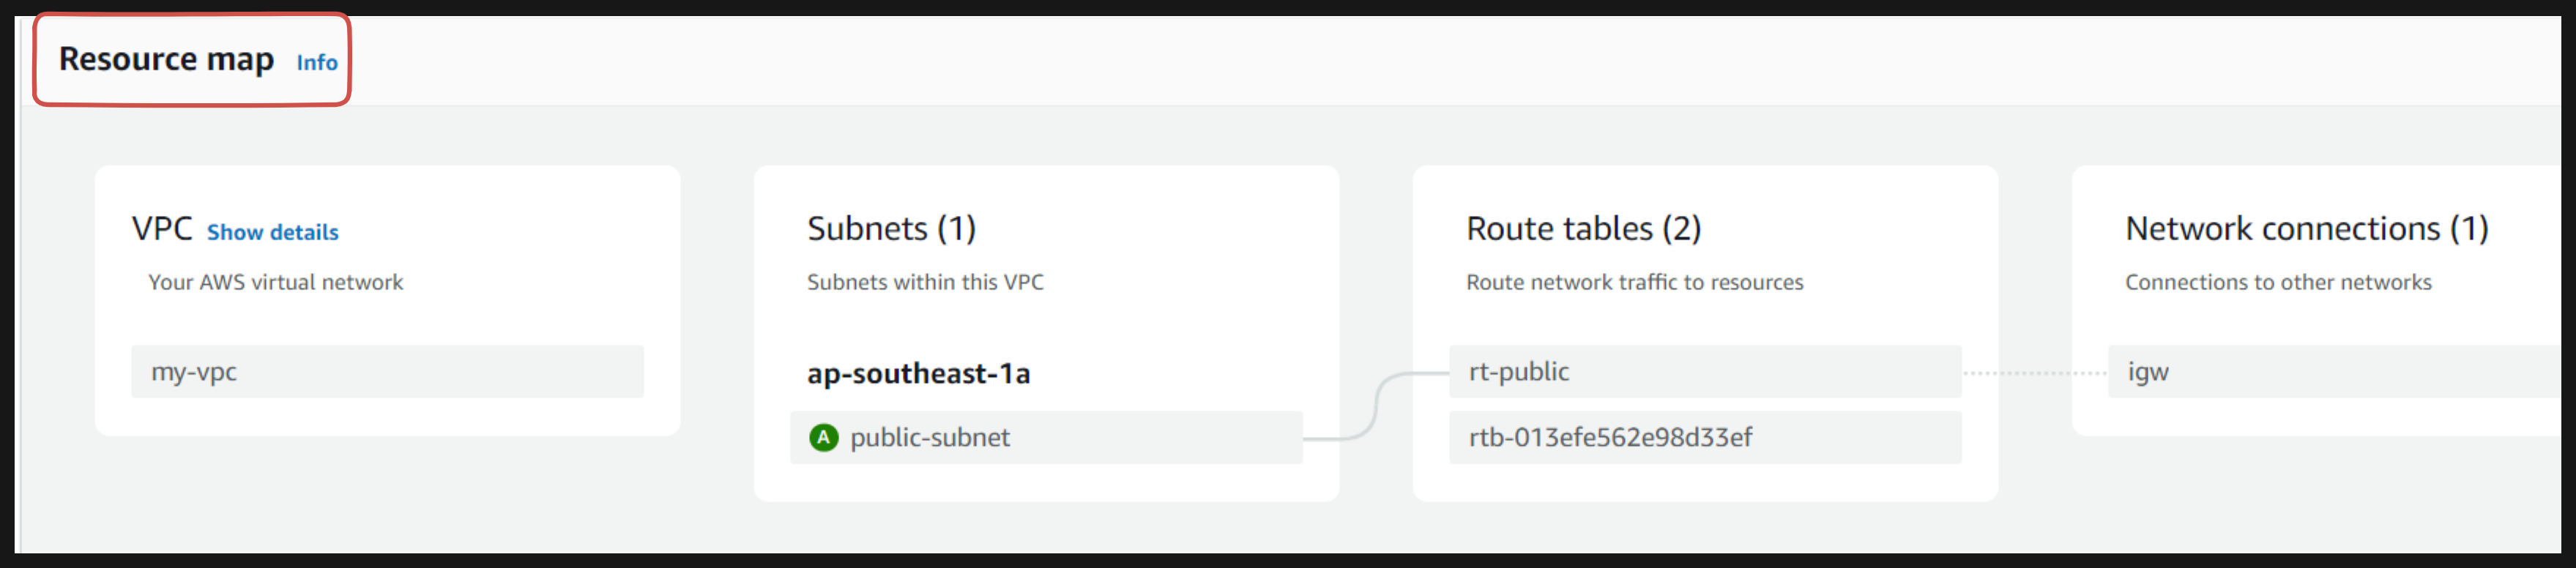 Resource map Info
VPC Show details
Your AWS virtual network
my-vpc
Subnets (1)
Subnets within this VPC
ap-southeast-1a
A public-subnet
Route tables (2)
Route network traffic to resources
rt-public
rtb-013efe562e98d33ef
Network connections (1)
Connections to other networks
igw